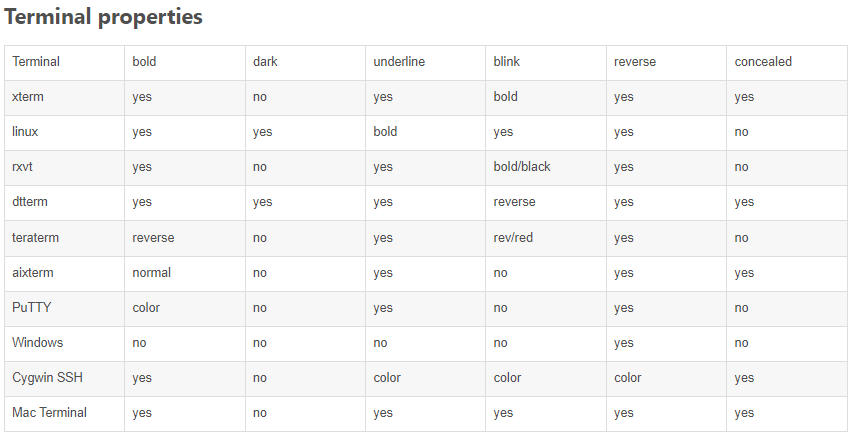 Terminal properties
Terminal bold dark underline blink reverse concealed
xterm yes no yes bold yes yes
linux yes yes bold yes yes no
rxvt yes no yes bold/black yes no
dtterm yes yes yes reverse yes yes
teraterm reverse no yes rev/red yes no
aixterm normal no yes no yes yes
PuTTY color no yes no yes no
Windows no no no no yes no
Cygwin SSH yes no color color color yes
Mac Terminal yes no yes yes yes yes